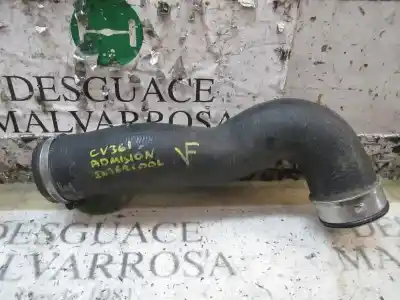 DESGUACE
MALVARROSA
CV361
ADMISION
INTERCOOL
VF
DESGUACE
MALVARROSA